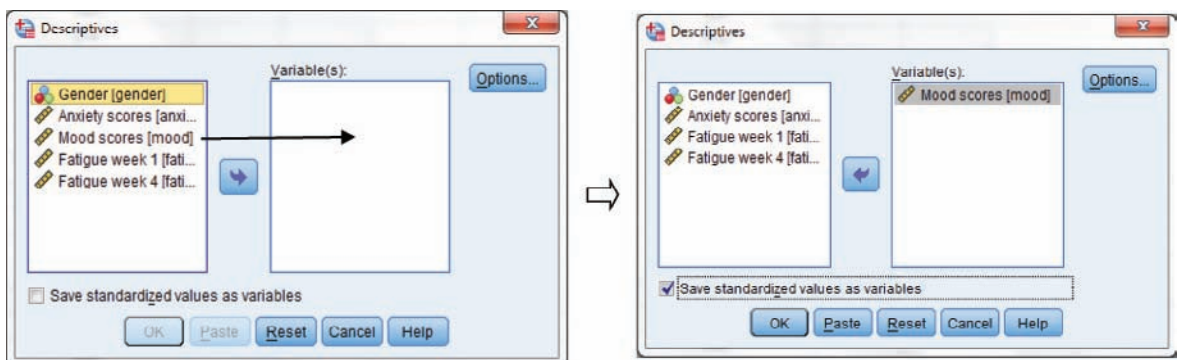 Descriptives
Variable(s):
Options...
Gender [gender]
Anxiety scores [anxi...
Mood scores [mood]
Fatigue week 1 [fati...
Fatigue week 4 [fati...
Save standardized values as variables
OK Paste Reset Cancel Help
Descriptives
Variable(s):
Options...
Gender [gender]
Anxiety scores [anxi...
Fatigue week 1 [fati...
Fatigue week 4 [fati...
Mood scores [mood]
Save standardized values as variables
OK Paste Reset Cancel Help